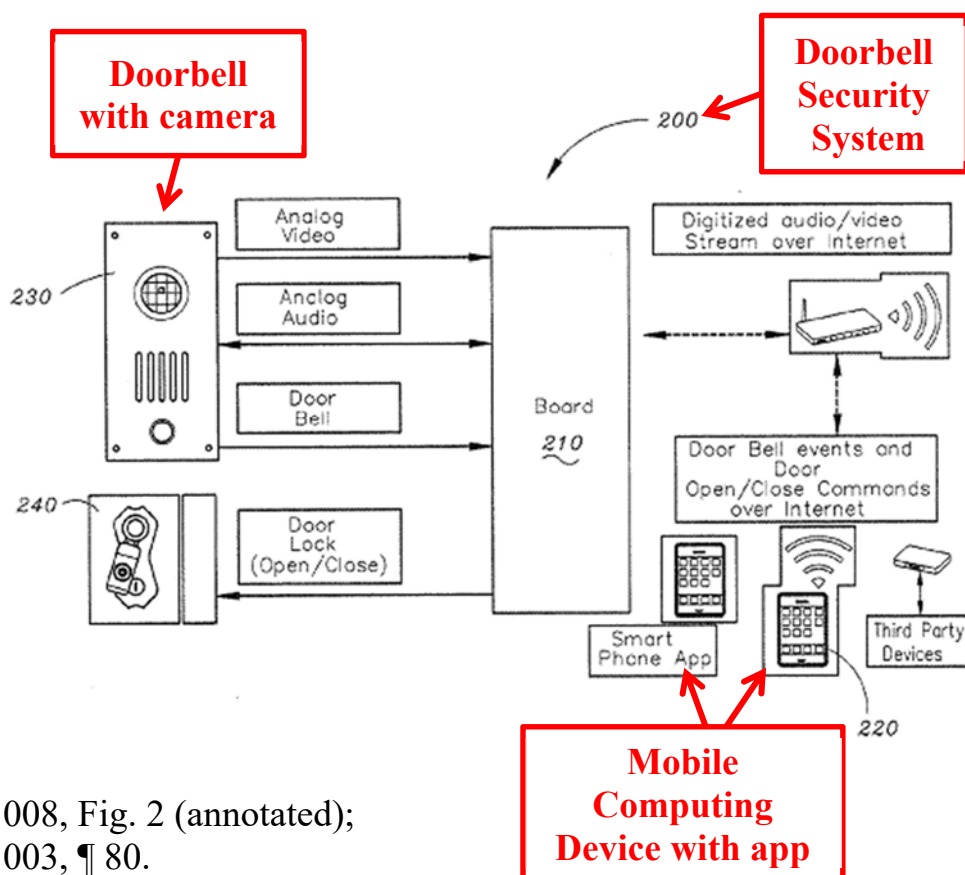 Doorbell
with camera
Doorbell
Security
System
200
Analog
Video
Digitized audio/video
Stream over Internet
230
Analog
Audio
Door
Bell
Board
210
Door Bell events and
Door
Open/Close Commands
over Internet
240
Door
Lock
(Open/Close)
Smart
Phone App
Third Party
Devices
220
Mobile
Computing
Device with app
008, Fig. 2 (annotated);
003, ¶ 80.